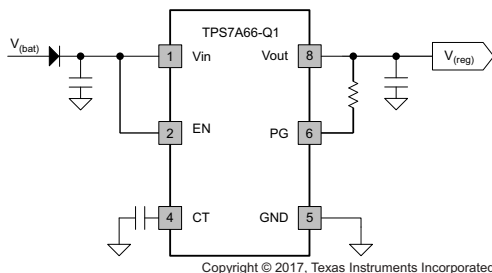 TPS7A66-Q1
V(bat)
1 Vin Vout 8
V(reg)
2 EN PG 6
4 CT GND 5
Copyright © 2017, Texas Instruments Incorporated